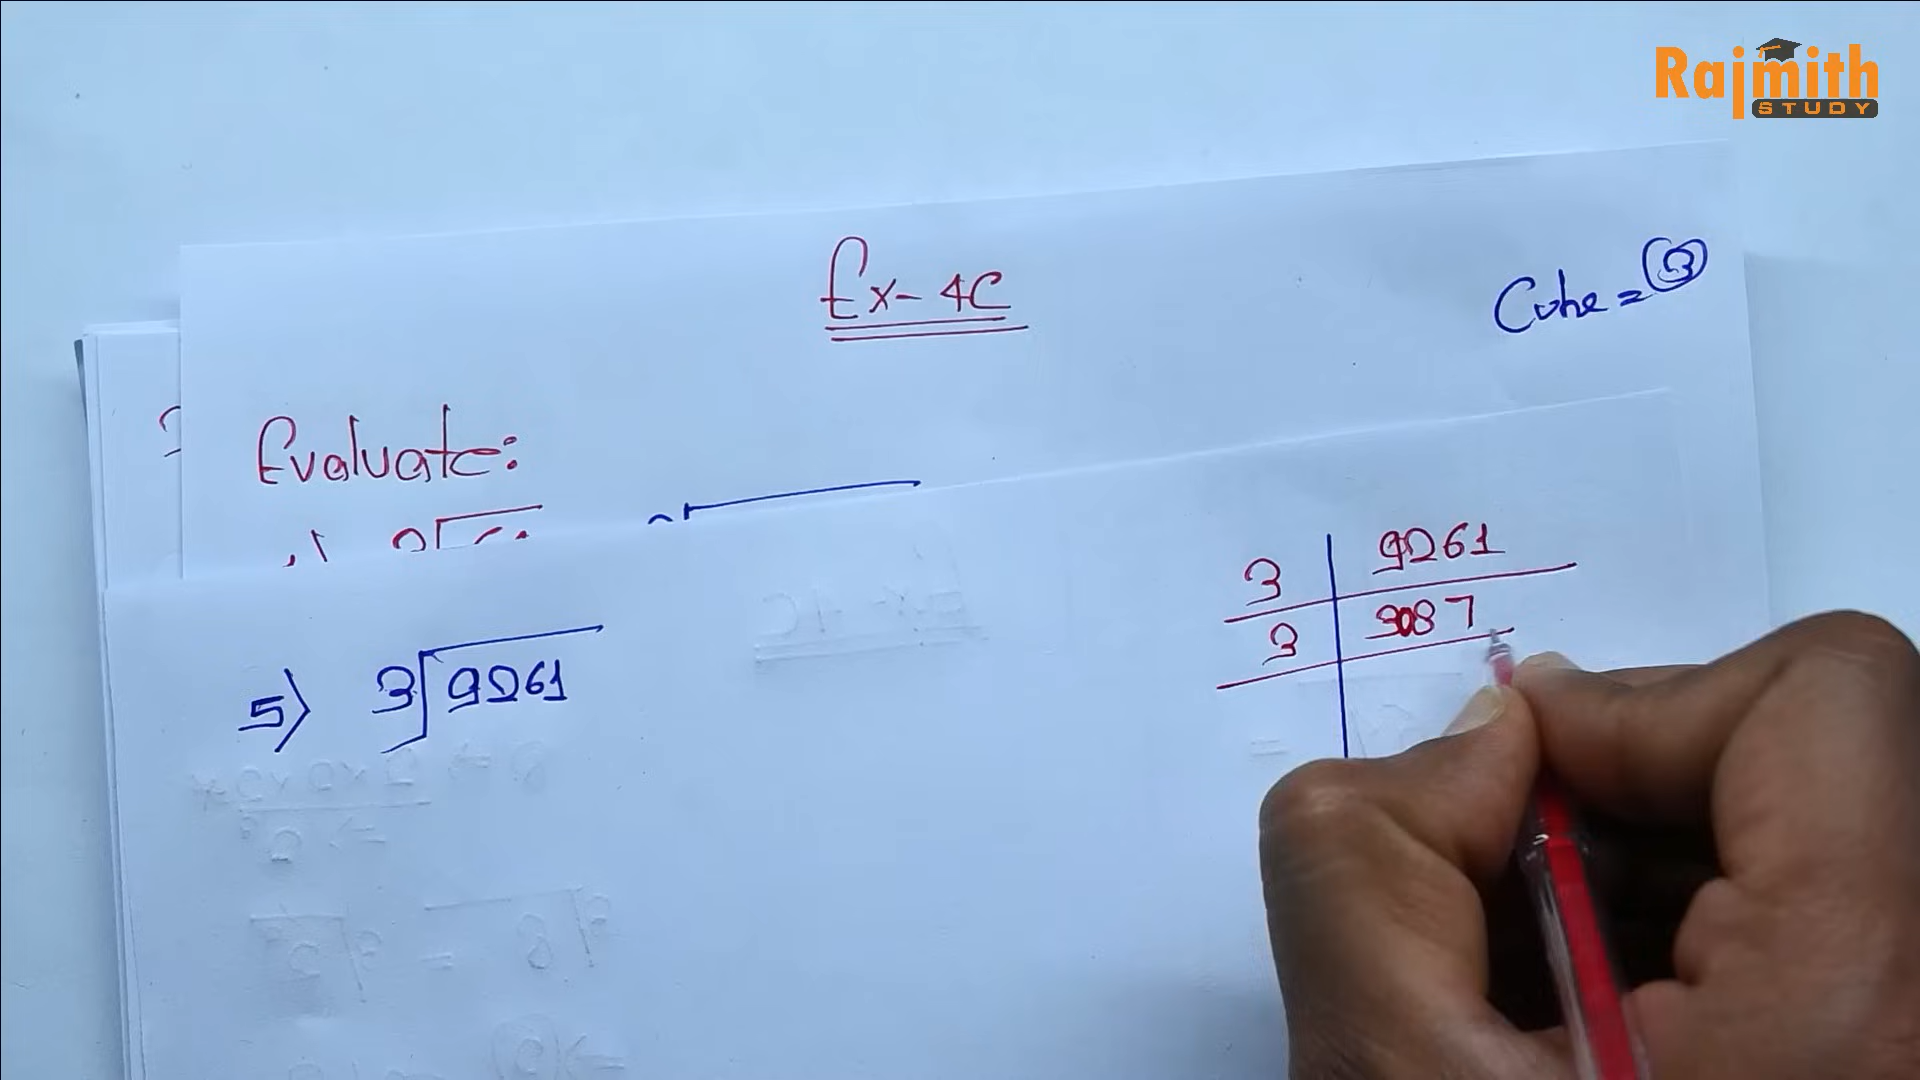 Rajmith
STUDY
Ex-4C
Cube = 3
Evaluate:
5) 3√9261
3 | 9261
3 | 3087